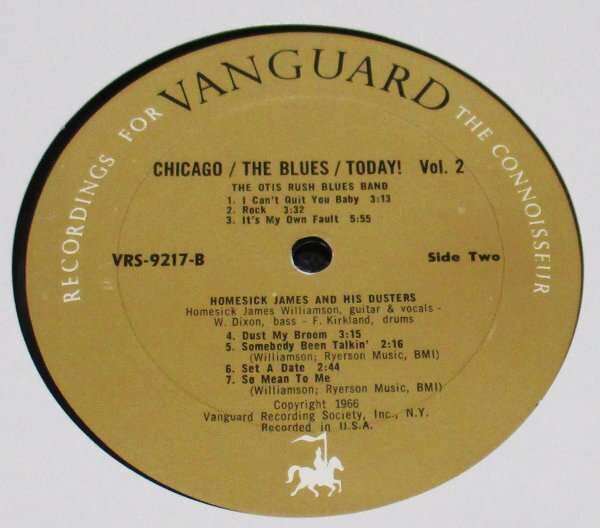 RECORDINGS FOR VANGUARD THE CONNOISSEUR
CHICAGO / THE BLUES / TODAY! Vol. 2
THE OTIS RUSH BLUES BAND
1. I Can't Quit You Baby 3:13
2. Rock 3:32
3. It's My Own Fault 5:55
VRS-9217-B Side Two
HOMESICK JAMES AND HIS DUSTERS
Homesick James Williamson, guitar & vocals -
W. Dixon, bass - F. Kirkland, drums
4. Dust My Broom 3:15
5. Somebody Been Talkin' 2:16
(Williamson; Ryerson Music, BMI)
6. Set A Date 2:44
7. So Mean To Me
(Williamson; Ryerson Music, BMI)
Copyright 1966
Vanguard Recording Society, Inc., N.Y.
Recorded in U.S.A.